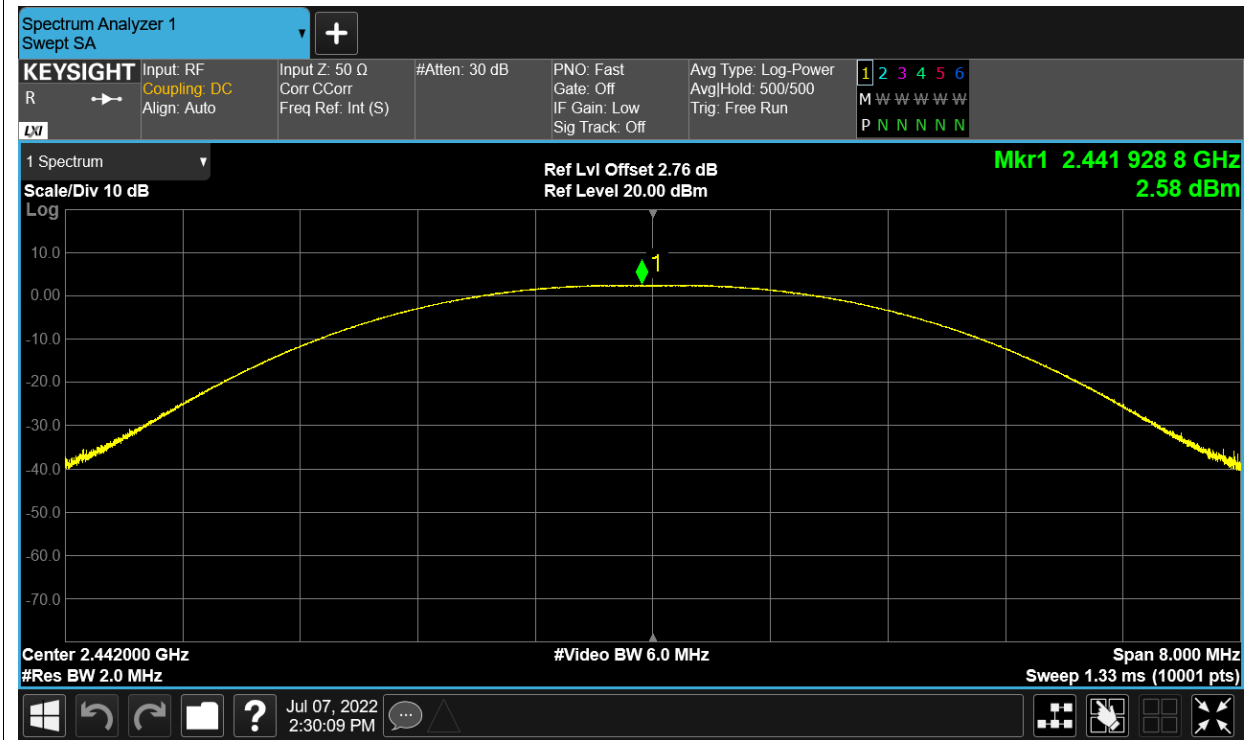 Spectrum Analyzer 1
Swept SA
KEYSIGHT
R
LXI
Input: RF
Coupling: DC
Align: Auto
Input Z: 50 Ω
Corr CCorr
Freq Ref: Int (S)
#Atten: 30 dB
PNO: Fast
Gate: Off
IF Gain: Low
Sig Track: Off
Avg Type: Log-Power
Avg|Hold: 500/500
Trig: Free Run
1 2 3 4 5 6
M W W W W W
P N N N N N
1 Spectrum
Scale/Div 10 dB
Log
Ref Lvl Offset 2.76 dB
Ref Level 20.00 dBm
Mkr1 2.441 928 8 GHz
2.58 dBm
10.0
1
0.00
-10.0
-20.0
-30.0
-40.0
-50.0
-60.0
-70.0
Center 2.442000 GHz
#Video BW 6.0 MHz
Span 8.000 MHz
#Res BW 2.0 MHz
Sweep 1.33 ms (10001 pts)
?
Jul 07, 2022
2:30:09 PM